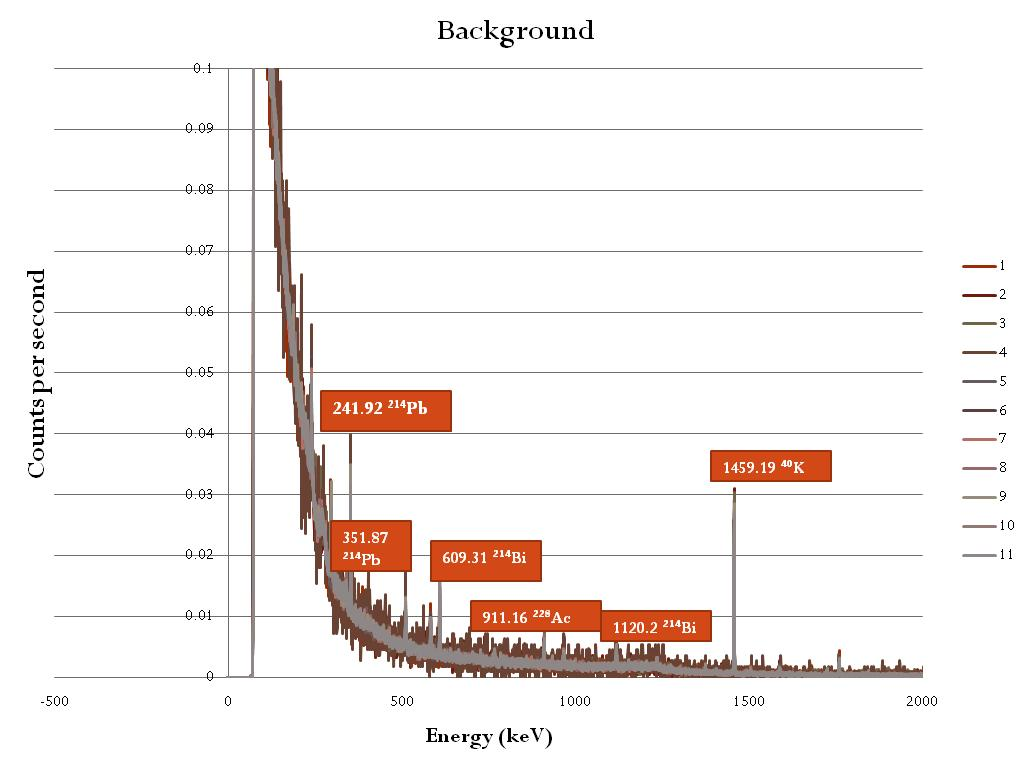 Background
Counts per second
0.1
0.09
0.08
0.07
0.06
0.05
0.04
0.03
0.02
0.01
0
241.92 ²¹⁴Pb
351.87
²¹⁴Pb
609.31 ²¹⁴Bi
911.16 ²²⁸Ac
1120.2 ²¹⁴Bi
1459.19 ⁴⁰K
-500 0 500 1000 1500 2000
Energy (keV)
1
2
3
4
5
6
7
8
9
10
11